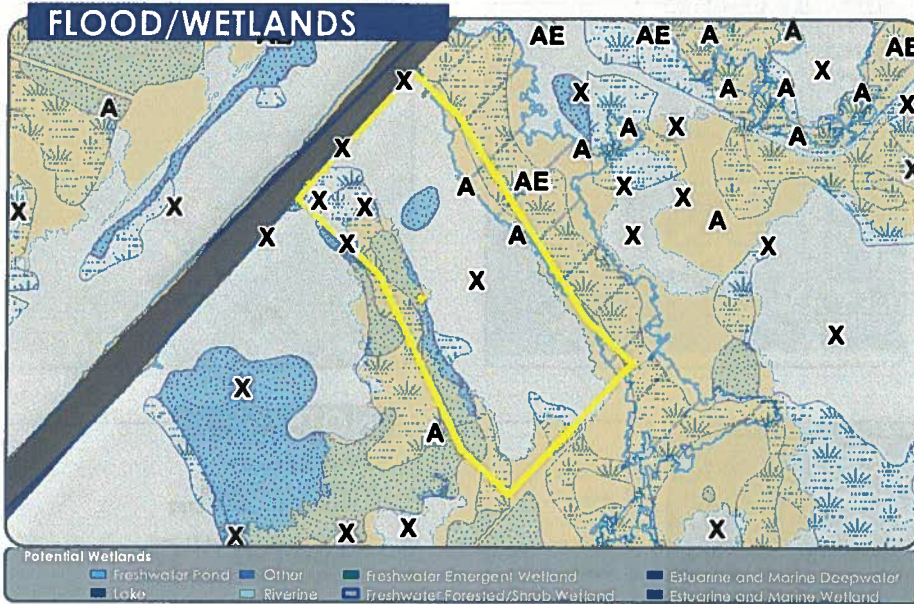 FLOOD/WETLANDS
AE AE A A AE
X X
A X A A A X
X A X A
X A
A AE X X
X X X X A X
X X A X X
X X
X
X
A
X X X X
Potential Wetlands
Freshwater Pond Other Freshwater Emergent Wetland Estuarine and Marine Deepwater
Lake Riverine Freshwater Forested/Shrub Wetland Estuarine and Marine Wetland